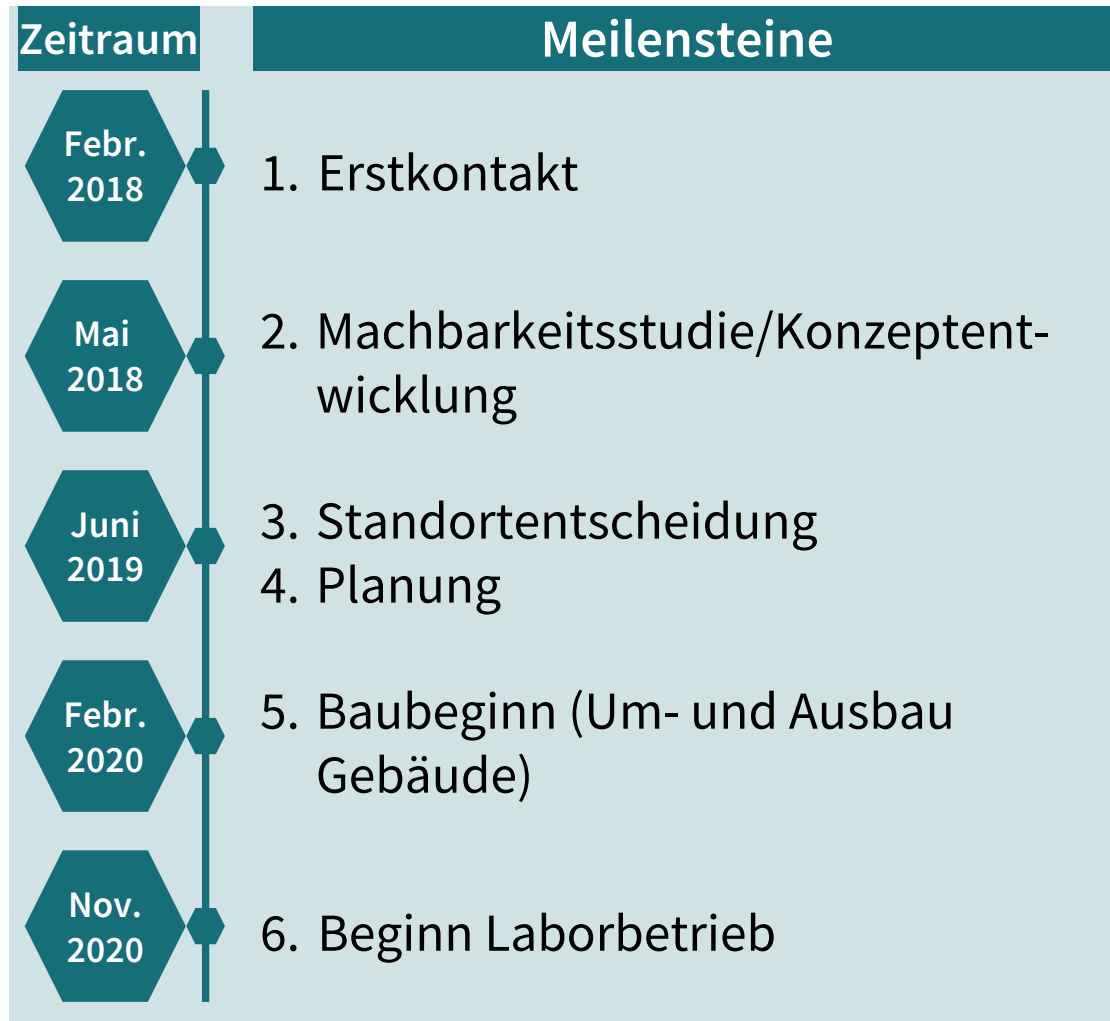 Zeitraum
Meilensteine
Febr.
2018
1. Erstkontakt
Mai
2018
2. Machbarkeitsstudie/Konzeptent-
wicklung
Juni
2019
3. Standortentscheidung
4. Planung
Febr.
2020
5. Baubeginn (Um- und Ausbau
Gebäude)
Nov.
2020
6. Beginn Laborbetrieb